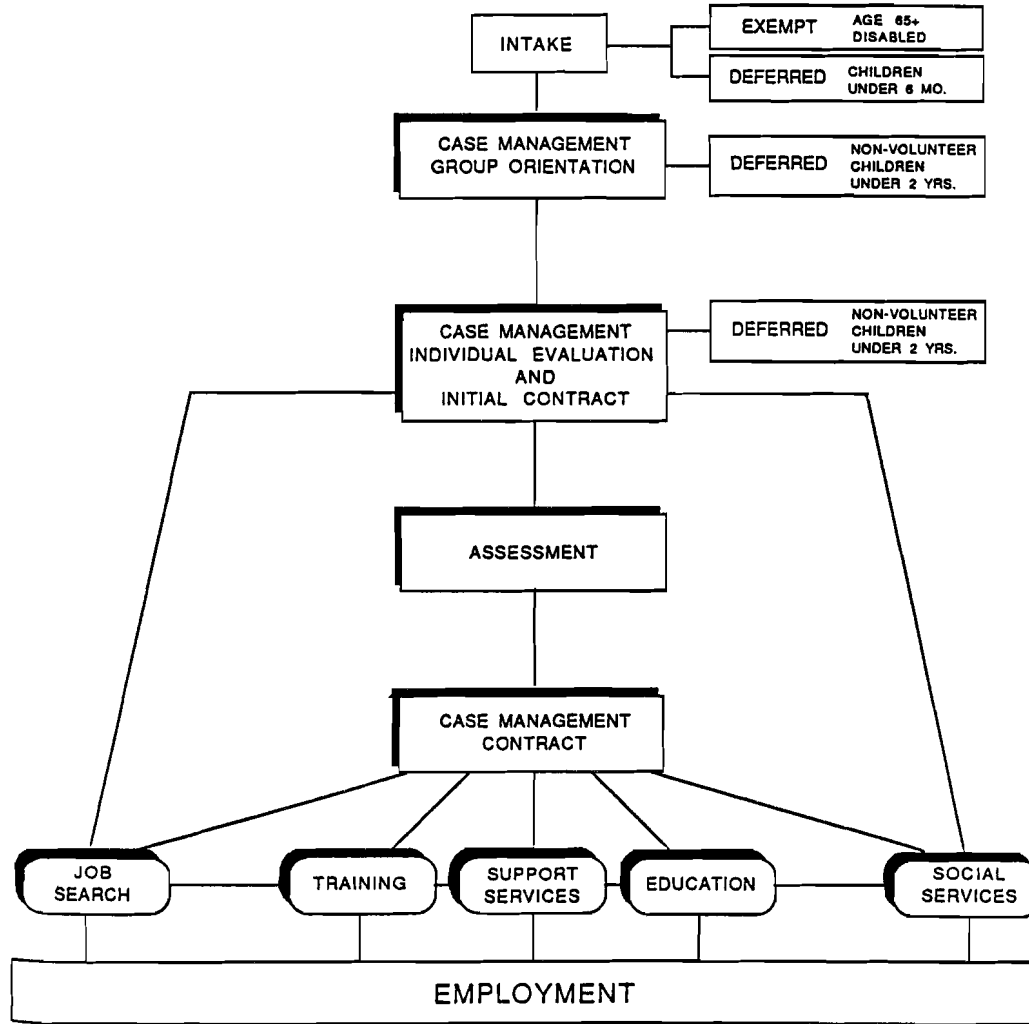 INTAKE
EXEMPT AGE 65+
DISABLED
DEFERRED CHILDREN
UNDER 6 MO.
CASE MANAGEMENT
GROUP ORIENTATION
DEFERRED NON-VOLUNTEER
CHILDREN
UNDER 2 YRS.
CASE MANAGEMENT
INDIVIDUAL EVALUATION
AND
INITIAL CONTRACT
DEFERRED NON-VOLUNTEER
CHILDREN
UNDER 2 YRS.
ASSESSMENT
CASE MANAGEMENT
CONTRACT
JOB
SEARCH
TRAINING
SUPPORT
SERVICES
EDUCATION
SOCIAL
SERVICES
EMPLOYMENT